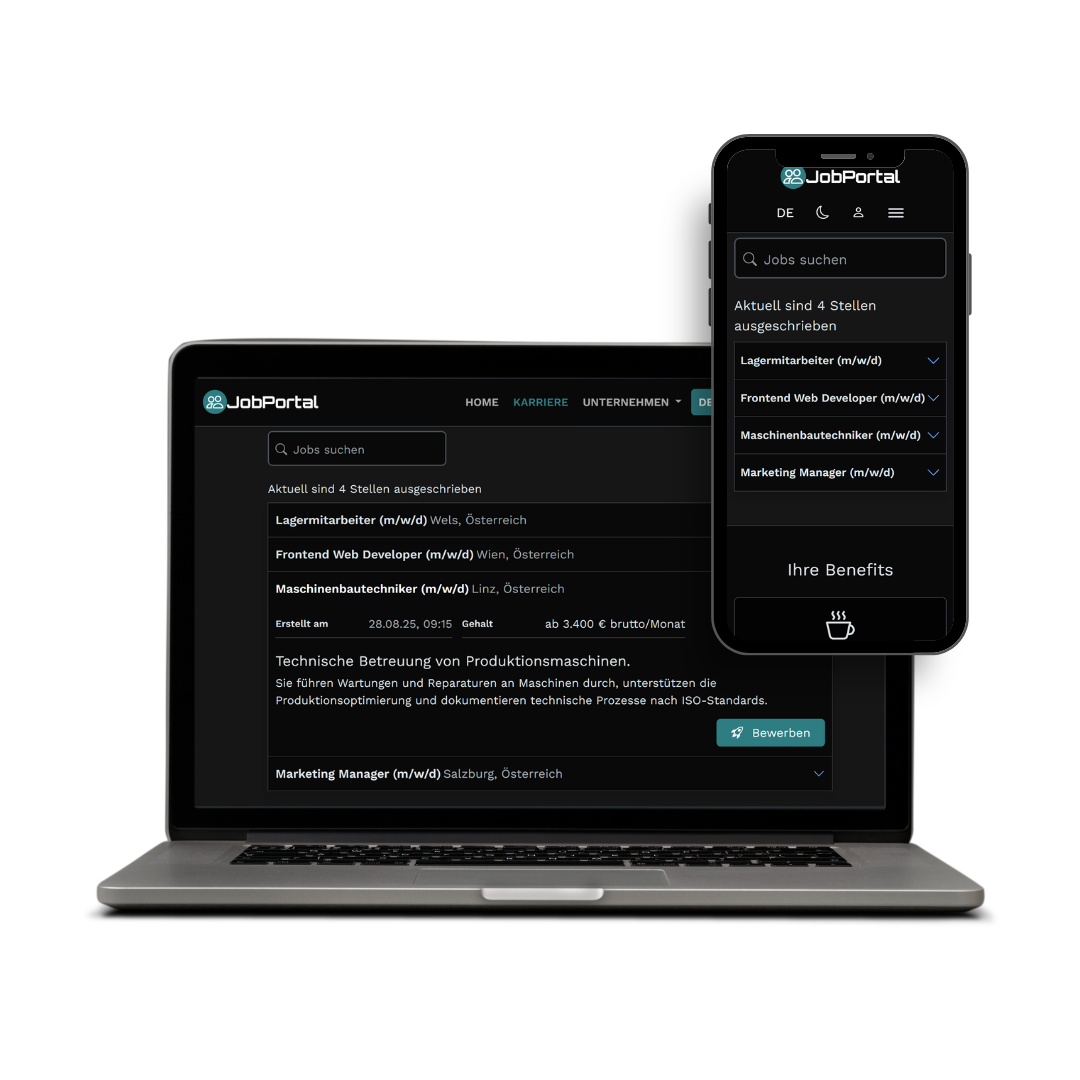 JobPortal
DE
Jobs suchen
Aktuell sind 4 Stellen
ausgeschrieben
Lagermitarbeiter (m/w/d)
Frontend Web Developer (m/w/d)
Maschinenbautechniker (m/w/d)
Marketing Manager (m/w/d)
Ihre Benefits
JobPortal HOME KARRIERE UNTERNEHMEN DE
Jobs suchen
Aktuell sind 4 Stellen ausgeschrieben
Lagermitarbeiter (m/w/d) Wels, Österreich
Frontend Web Developer (m/w/d) Wien, Österreich
Maschinenbautechniker (m/w/d) Linz, Österreich
Erstellt am 28.08.25, 09:15 Gehalt ab 3.400 € brutto/Monat
Technische Betreuung von Produktionsmaschinen.
Sie führen Wartungen und Reparaturen an Maschinen durch, unterstützen die
Produktionsoptimierung und dokumentieren technische Prozesse nach ISO-Standards.
Bewerben
Marketing Manager (m/w/d) Salzburg, Österreich